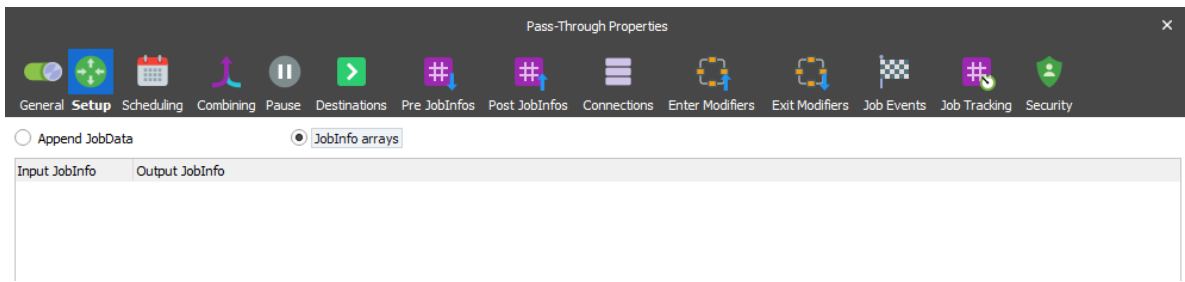 Pass-Through Properties
General Setup Scheduling Combining Pause Destinations Pre JobInfos Post JobInfos Connections Enter Modifiers Exit Modifiers Job Events Job Tracking Security
Append JobData JobInfo arrays
Input JobInfo Output JobInfo